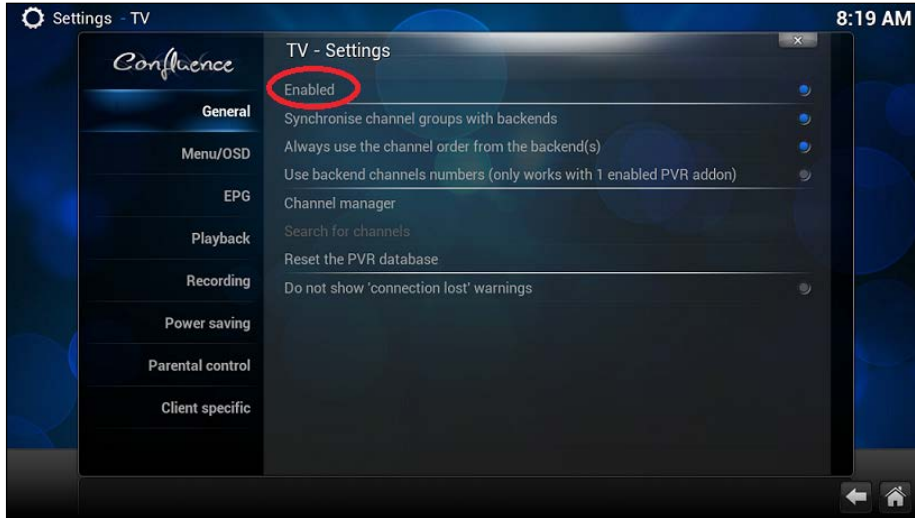 Settings - TV
8:19 AM
Confluence
TV - Settings
General
Menu/OSD
EPG
Playback
Recording
Power saving
Parental control
Client specific
Enabled
Synchronise channel groups with backends
Always use the channel order from the backend(s)
Use backend channels numbers (only works with 1 enabled PVR addon)
Channel manager
Search for channels
Reset the PVR database
Do not show 'connection lost' warnings